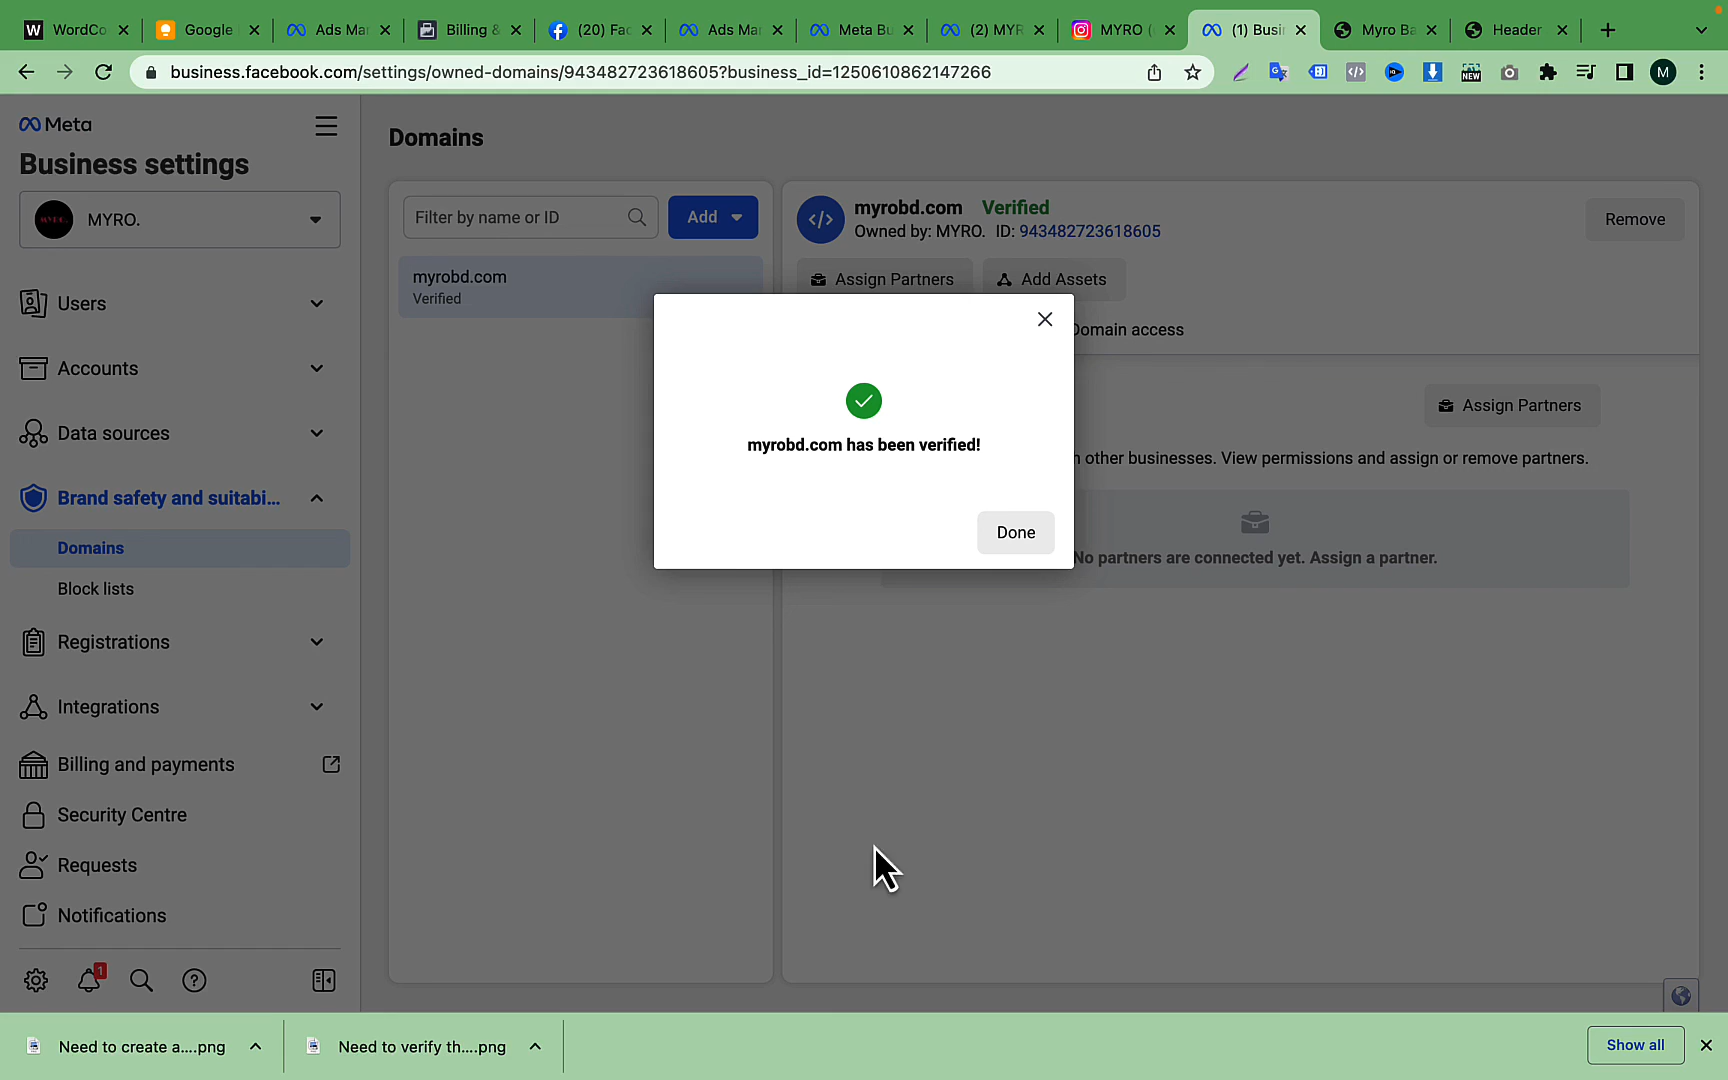 WordCo
Google
Ads Mar
Billing &
(20) Fac
Ads Mar
Meta Bu
(2) MYR
MYRO (
(1) Busi
Myro Ba
Header
business.facebook.com/settings/owned-domains/943482723618605?business_id=1250610862147266
NEW
M
Meta
Business settings
MYRO.
Users
Accounts
Data sources
Brand safety and suitabi...
Domains
Block lists
Registrations
Integrations
Billing and payments
Security Centre
Requests
Notifications
1
Domains
Filter by name or ID
Add
myrobd.com
Verified
myrobd.com Verified
Owned by: MYRO. ID: 943482723618605
Remove
Assign Partners
Add Assets
Domain access
Assign Partners
other businesses. View permissions and assign or remove partners.
No partners are connected yet. Assign a partner.
myrobd.com has been verified!
Done
Need to create a....png
Need to verify th....png
Show all